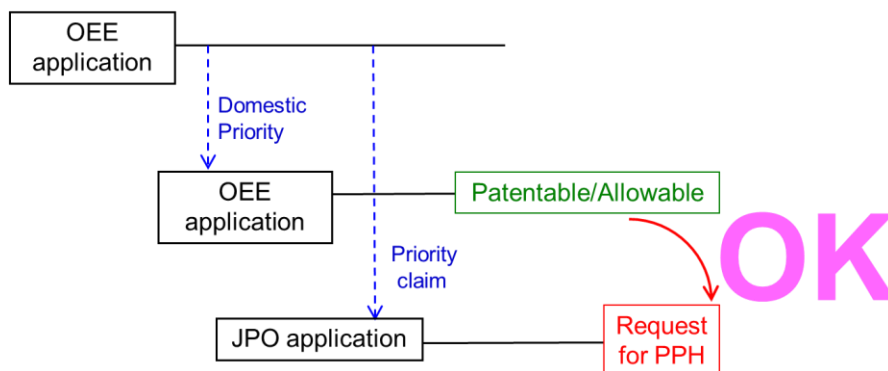 OEE
application
Domestic
Priority
OEE
application
Patentable/Allowable
OK
Priority
claim
JPO application
Request
for PPH